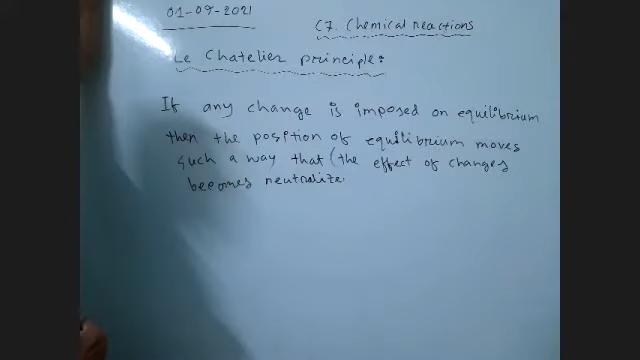 01-09-2021
C7. Chemical reactions
Le Chatelier principle:
If any change is imposed on equilibrium
then the position of equilibrium moves
such a way that (the effect of changes
becomes neutralize.